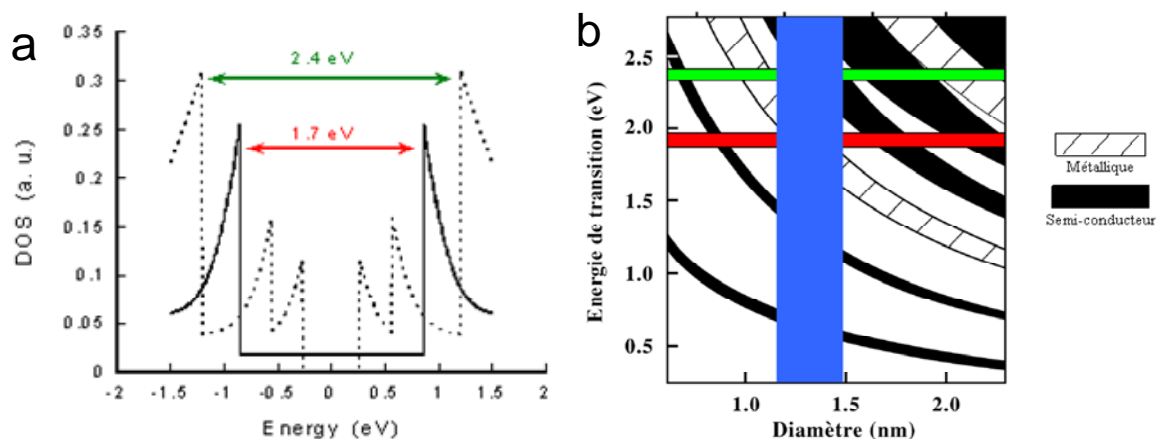 a
DOS (a. u.)
0.35
0.3
0.25
0.2
0.15
0.1
0.05
0
2.4 eV
1.7 eV
-2 -1.5 -1 -0.5 0 0.5 1 1.5 2
Energy (eV)
b
Energie de transition (eV)
2.5
2.0
1.5
1.0
0.5
1.0 1.5 2.0
Diamètre (nm)
Métallique
Semi-conducteur